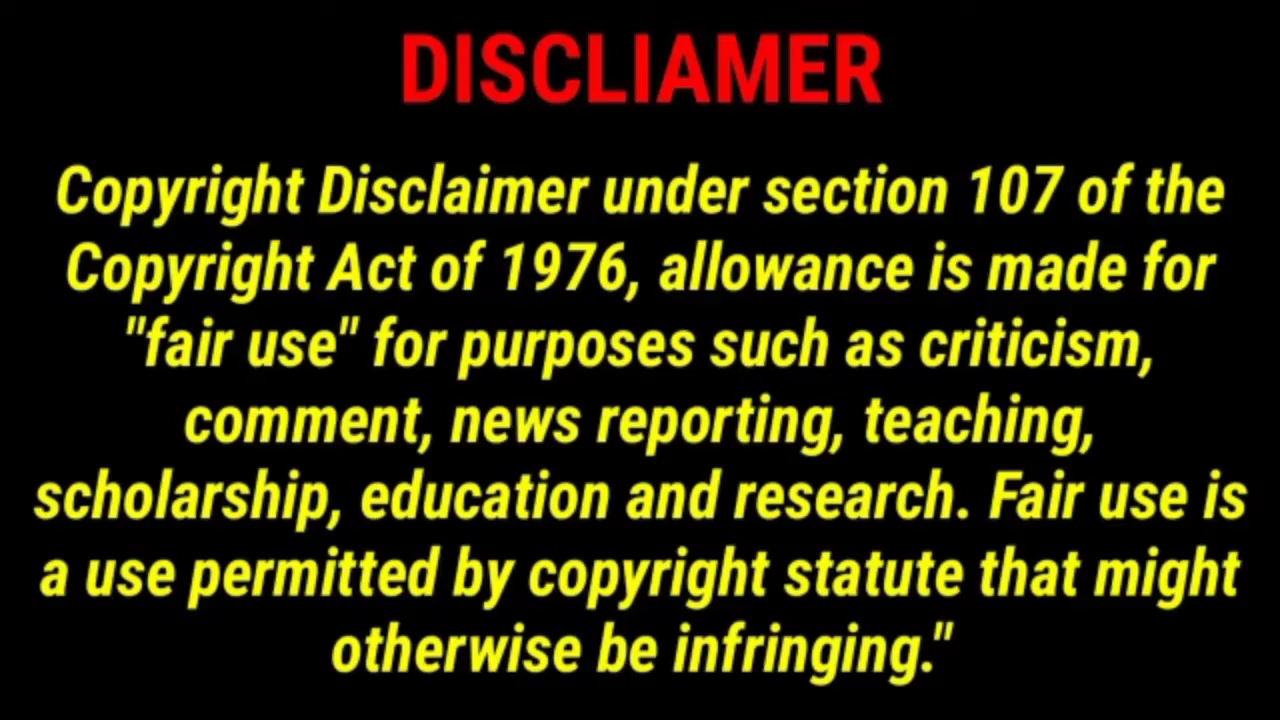 DISCLIAMER
Copyright Disclaimer under section 107 of the
Copyright Act of 1976, allowance is made for
"fair use" for purposes such as criticism,
comment, news reporting, teaching,
scholarship, education and research. Fair use is
a use permitted by copyright statute that might
otherwise be infringing."